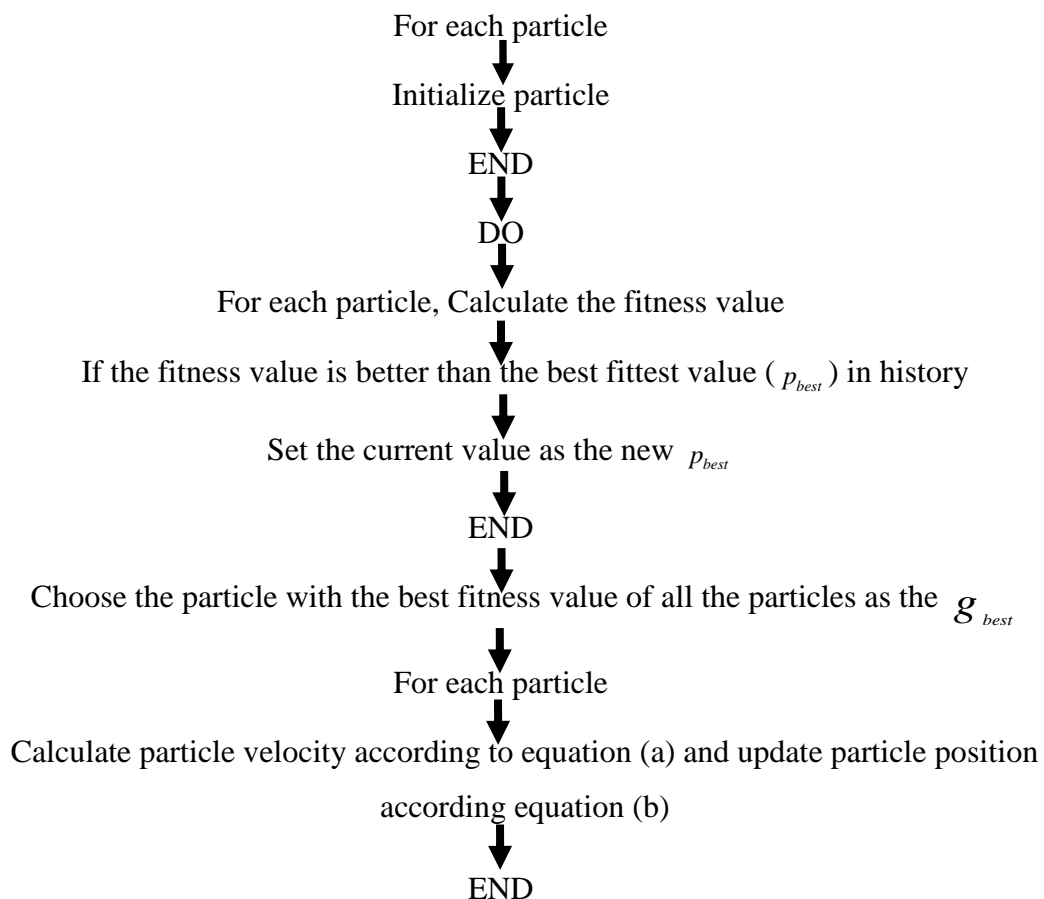 For each particle
Initialize particle
END
DO
For each particle, Calculate the fitness value
If the fitness value is better than the best fittest value ( p_best ) in history
Set the current value as the new p_best
END
Choose the particle with the best fitness value of all the particles as the g_best
For each particle
Calculate particle velocity according to equation (a) and update particle position
according equation (b)
END